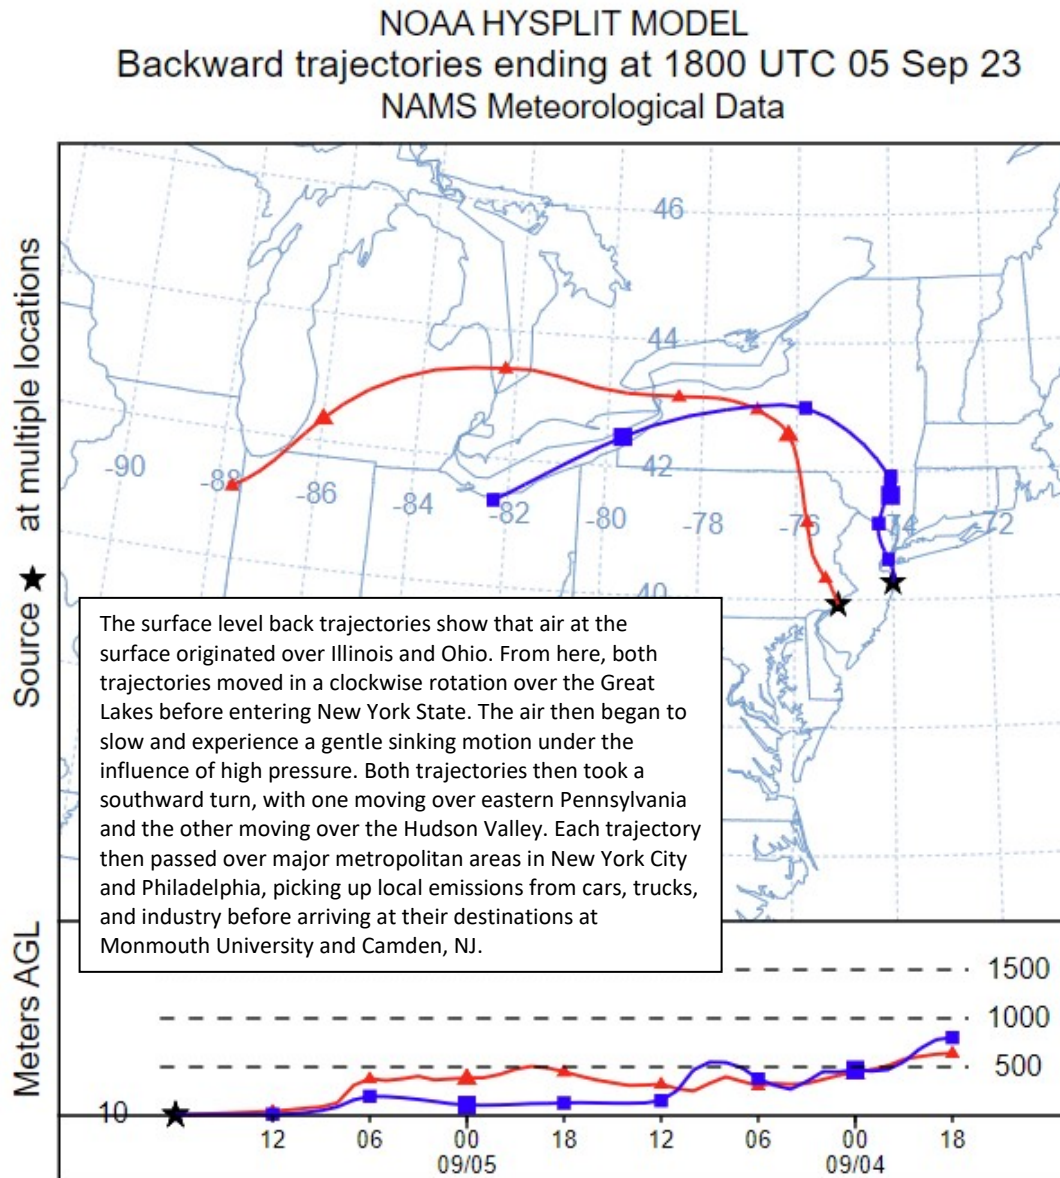 NOAA HYSPLIT MODEL
Backward trajectories ending at 1800 UTC 05 Sep 23
NAMS Meteorological Data
Source ★ at multiple locations
46
44
42
40
-90
-88
-86
-84
-82
-80
-78
-76
-74
-72
The surface level back trajectories show that air at the
surface originated over Illinois and Ohio. From here, both
trajectories moved in a clockwise rotation over the Great
Lakes before entering New York State. The air then began to
slow and experience a gentle sinking motion under the
influence of high pressure. Both trajectories then took a
southward turn, with one moving over eastern Pennsylvania
and the other moving over the Hudson Valley. Each trajectory
then passed over major metropolitan areas in New York City
and Philadelphia, picking up local emissions from cars, trucks,
and industry before arriving at their destinations at
Monmouth University and Camden, NJ.
Meters AGL
1500
1000
500
10
12 06 00 18 12 06 00 18
09/05 09/04